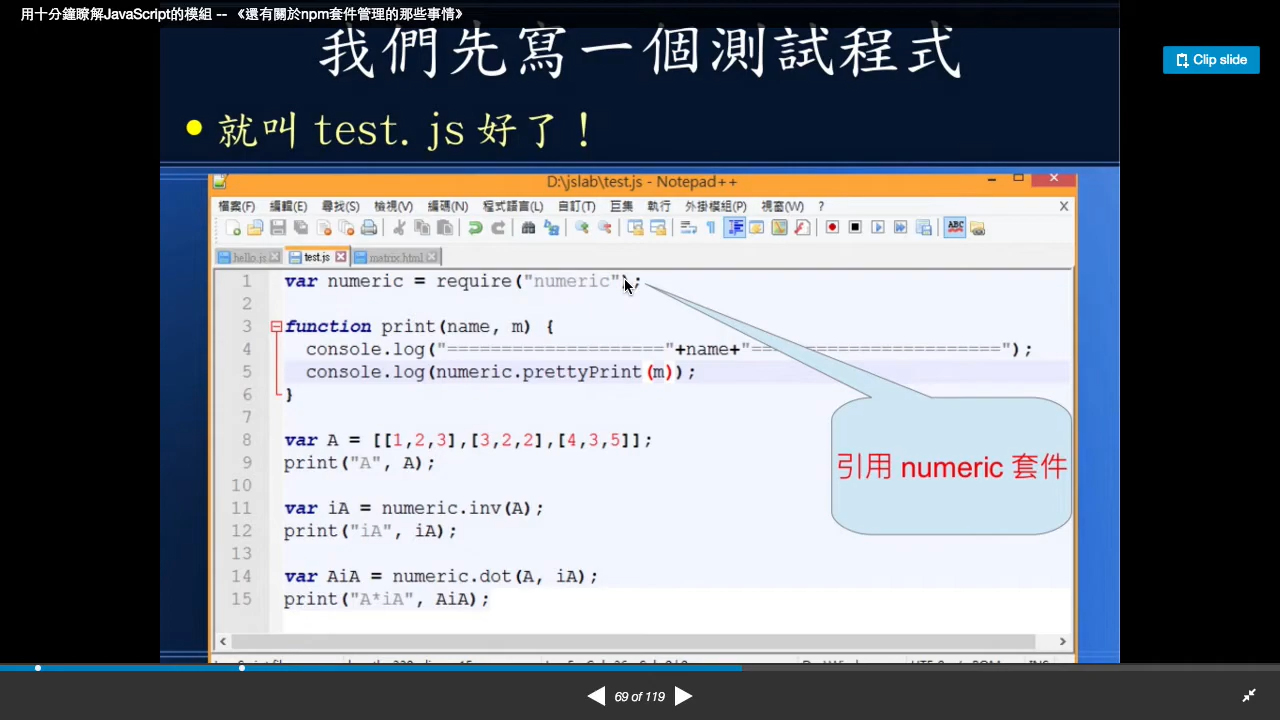 用十分鐘瞭解JavaScript的模組 -- 《還有關於npm套件管理的那些事情》
我們先寫一個測試程式
Clip slide
就叫 test.js 好了！
D:\jslab\test.js - Notepad++
檔案(F) 編輯(E) 尋找(S) 檢視(V) 編碼(N) 程式語言(L) 自訂(T) 巨集 執行 外掛模組(P) 視窗(W) ? X
hello.js test.js matrix.html
1 var numeric = require("numeric");
2
3 function print(name, m) {
4 console.log("===================="+name+"=======================");
5 console.log(numeric.prettyPrint(m));
6 }
7
8 var A = [[1,2,3],[3,2,2],[4,3,5]];
9 print("A", A);
10
11 var iA = numeric.inv(A);
12 print("iA", iA);
13
14 var AiA = numeric.dot(A, iA);
15 print("A*iA", AiA);
引用 numeric 套件
69 of 119